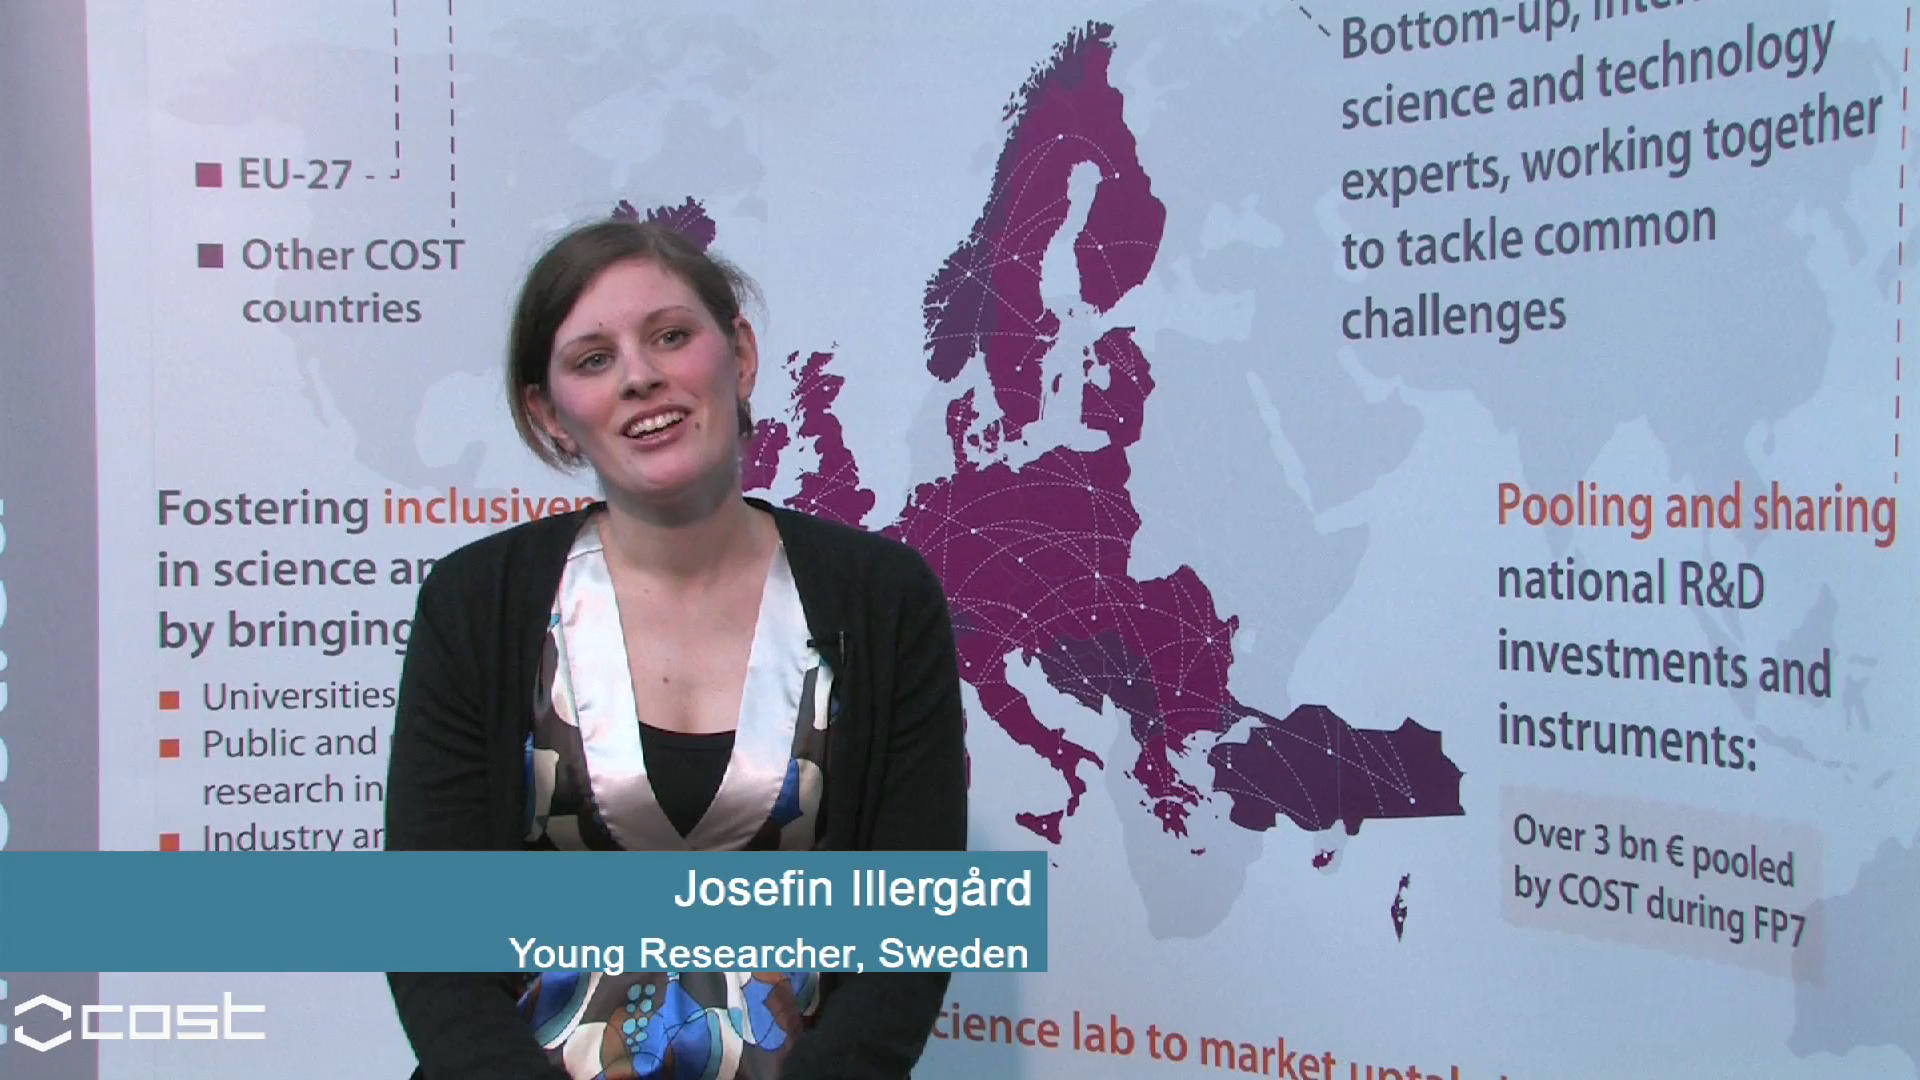 EU-27
Other COST
countries
Bottom-up,
science and technology
experts, working together
to tackle common
challenges
Fostering
in science
by bringing
Universities
Public and
research
Industry
Pooling and sharing
national R&D
investments and
instruments:
Over 3 bn € pooled
by COST during FP7
lab to market
Josefin Illergård
Young Researcher, Sweden
cost